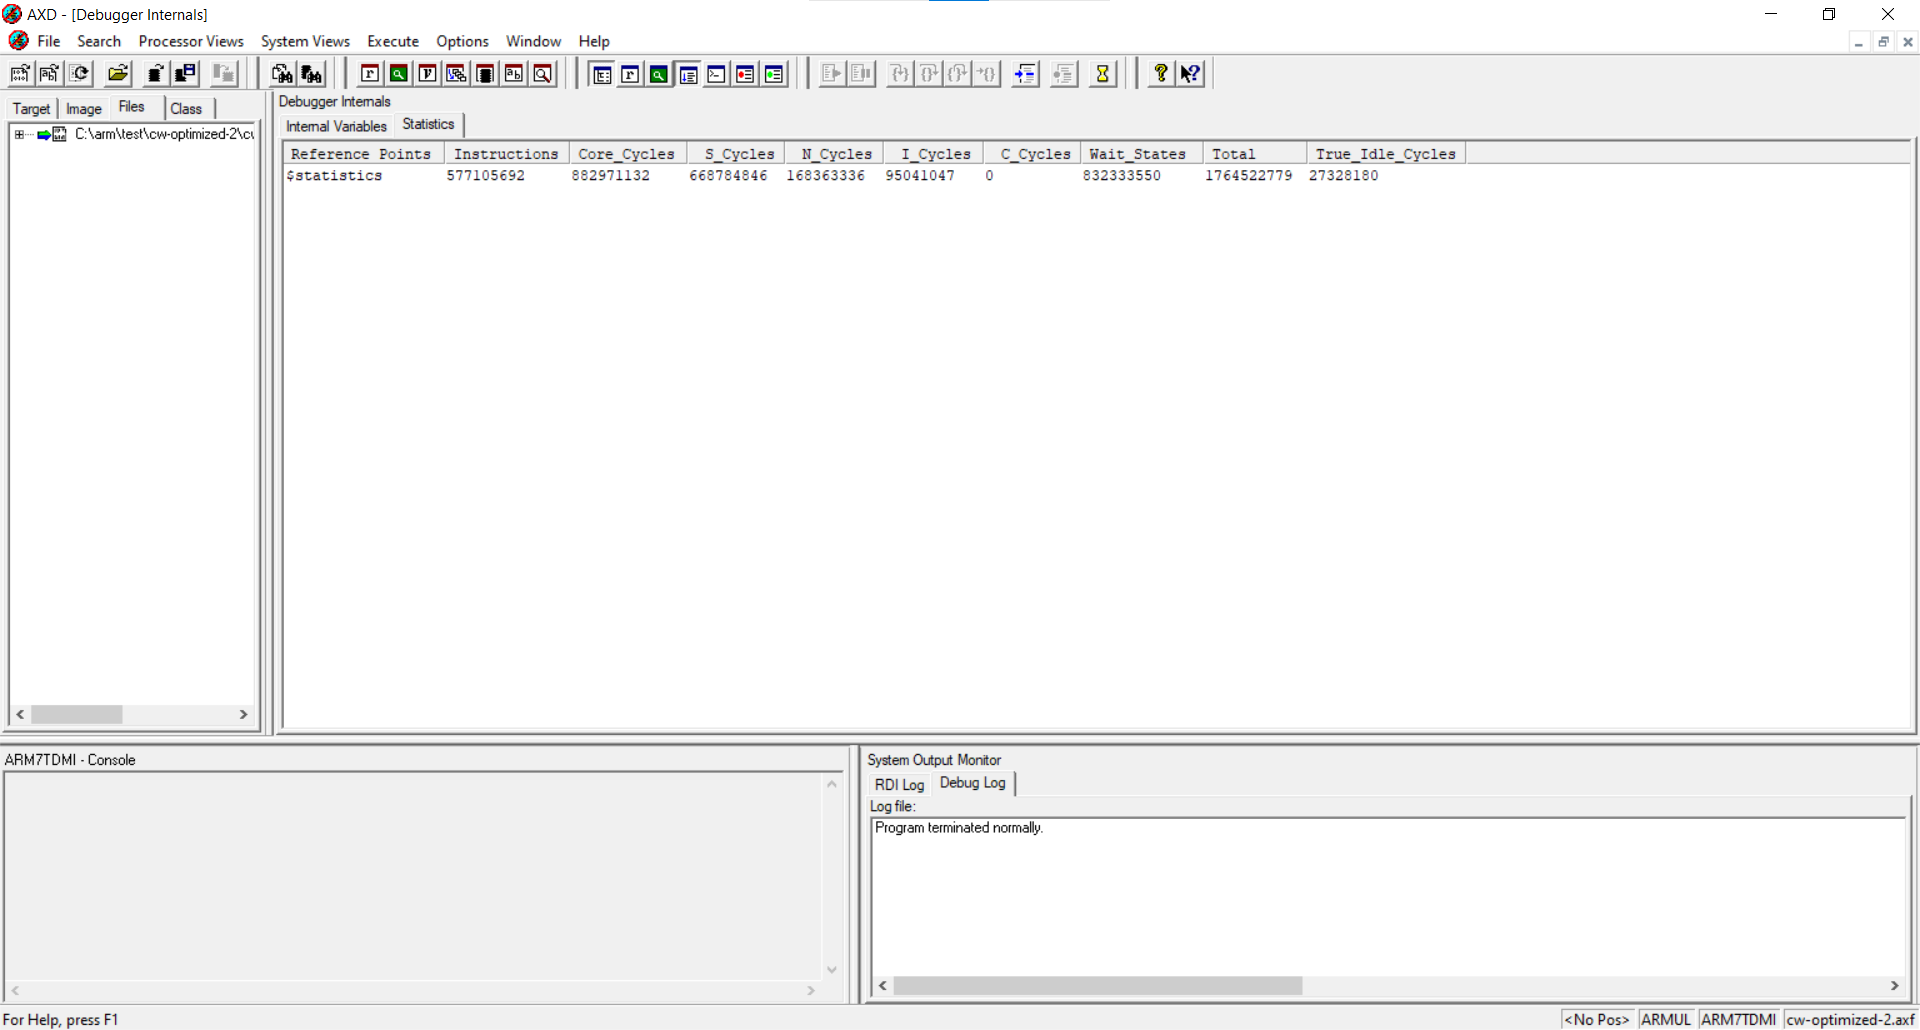 AXD - [Debugger Internals]
File Search Processor Views System Views Execute Options Window Help
Target Image Files Class
C:\arm\test\cw-optimized-2\
Debugger Internals
Internal Variables Statistics
Reference Points Instructions Core_Cycles S_Cycles N_Cycles I_Cycles C_Cycles Wait_States Total True_Idle_Cycles
$statistics 577105692 882971132 668784846 168363336 95041047 0 832333550 1764522779 27328180
ARM7TDMI - Console
System Output Monitor
RDI Log Debug Log
Log file:
Program terminated normally.
For Help, press F1
<No Pos> ARMUL ARM7TDMI cw-optimized-2.axf